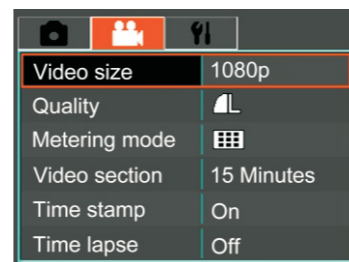 Video size 1080p
Quality L
Metering mode
Video section 15 Minutes
Time stamp On
Time lapse Off